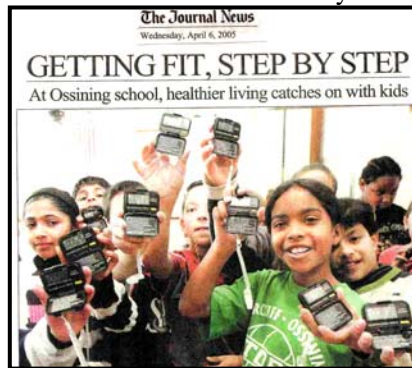 The Journal News
Wednesday, April 6, 2005
GETTING FIT, STEP BY STEP
At Ossining school, healthier living catches on with kids